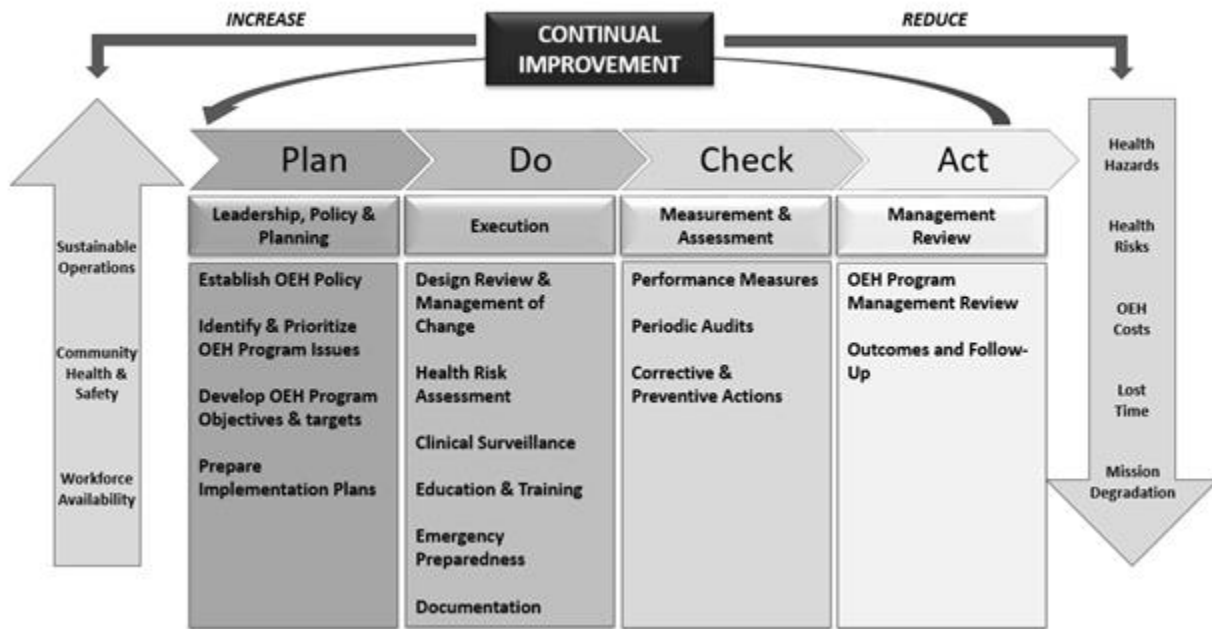 INCREASE
CONTINUAL
IMPROVEMENT
REDUCE
Plan
Do
Check
Act
Leadership, Policy &
Planning
Execution
Measurement &
Assessment
Management
Review
Establish OEH Policy
Identify & Prioritize
OEH Program Issues
Develop OEH Program
Objectives & targets
Prepare
Implementation Plans
Design Review &
Management of
Change
Health Risk
Assessment
Clinical Surveillance
Education & Training
Emergency
Preparedness
Documentation
Performance Measures
Periodic Audits
Corrective &
Preventive Actions
OEH Program
Management Review
Outcomes and Follow-
Up
Sustainable
Operations
Community
Health &
Safety
Workforce
Availability
Health
Hazards
Health
Risks
OEH
Costs
Lost
Time
Mission
Degradation